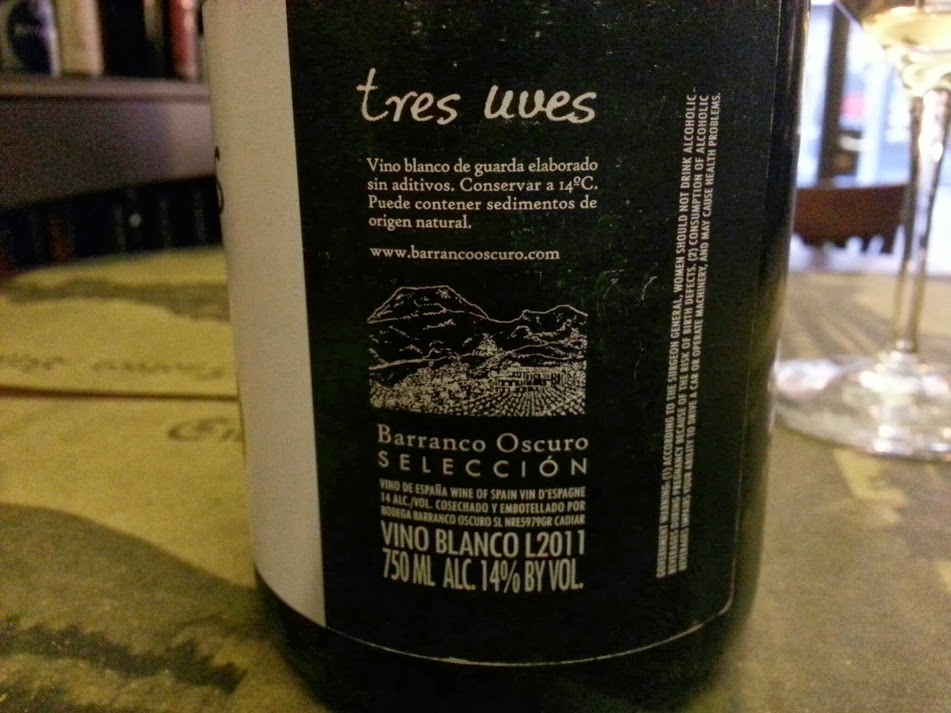 tres uves
Vino blanco de guarda elaborado
sin aditivos. Conservar a 14ºC.
Puede contener sedimentos de
origen natural.
www.barrancooscuro.com
Barranco Oscuro
SELECCIÓN
VINO DE ESPAÑA WINE OF SPAIN VIN D'ESPAGNE
14 ALC./VOL. COSECHADO Y EMBOTELLADO POR
BODEGA BARRANCO OSCURO SL NRE5979GR CADIAR
VINO BLANCO L2011
750 ML ALC. 14% BY VOL.
GOVERNMENT WARNING: (1) ACCORDING TO THE SURGEON GENERAL, WOMEN SHOULD NOT DRINK ALCOHOLIC
BEVERAGES DURING PREGNANCY BECAUSE OF THE RISK OF BIRTH DEFECTS. (2) CONSUMPTION OF ALCOHOLIC
BEVERAGES IMPAIRS YOUR ABILITY TO DRIVE A CAR OR OPERATE MACHINERY, AND MAY CAUSE HEALTH PROBLEMS.